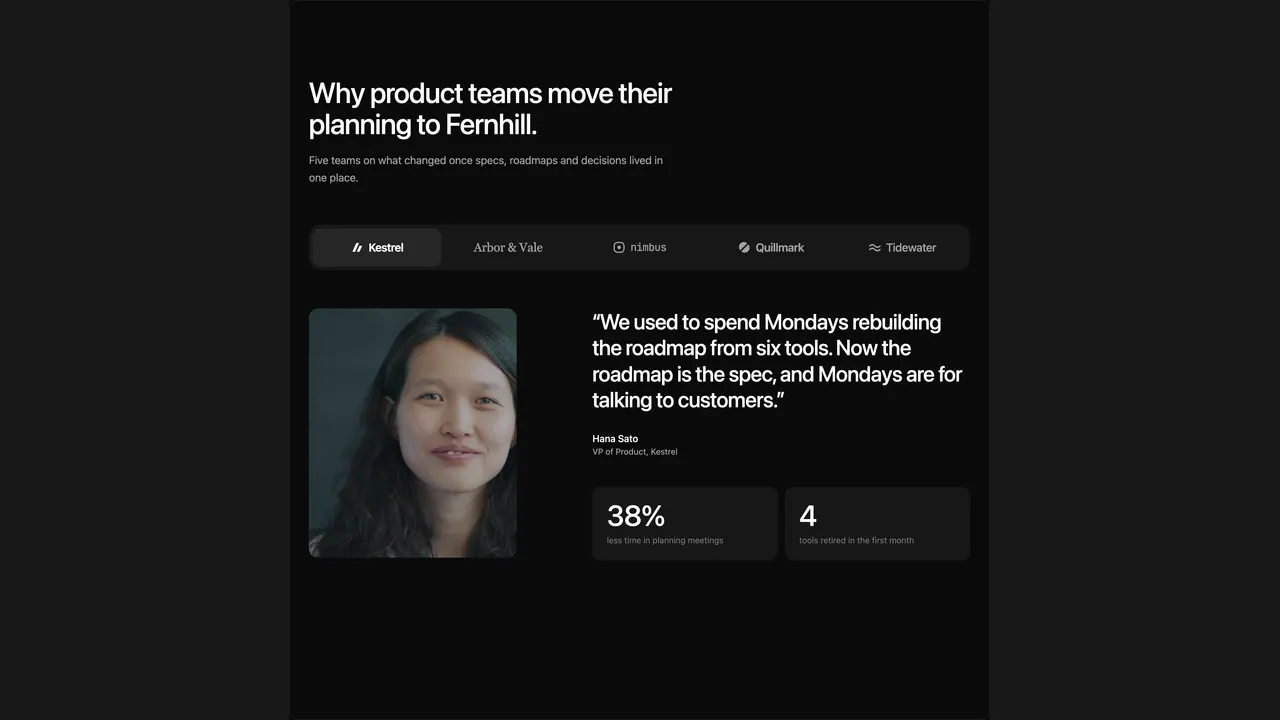 Why product teams move their
planning to Fernhill.
Five teams on what changed once specs, roadmaps and decisions lived in
one place.
Kestrel
Arbor & Vale
nimbus
Quillmark
Tidewater
“We used to spend Mondays rebuilding
the roadmap from six tools. Now the
roadmap is the spec, and Mondays are for
talking to customers.”
Hana Sato
VP of Product, Kestrel
38%
less time in planning meetings
4
tools retired in the first month